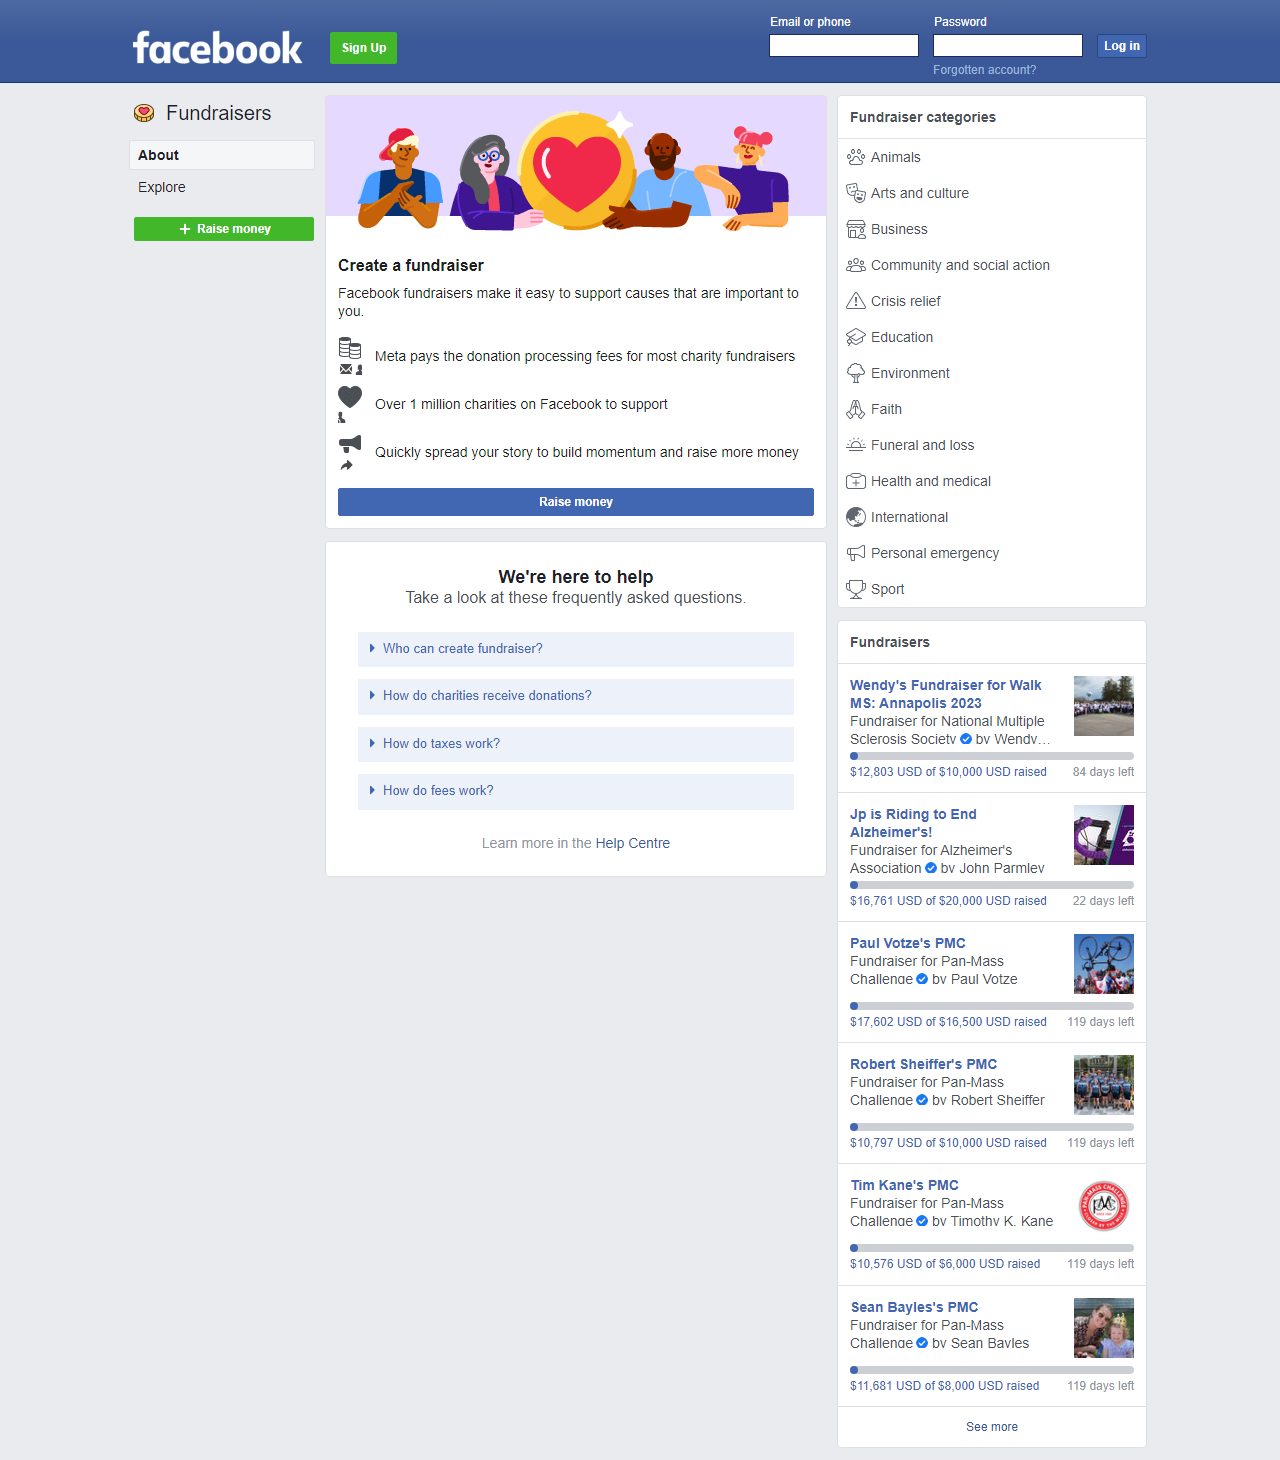 facebook
Sign Up
Email or phone
Password
Log in
Forgotten account?
Fundraisers
About
Explore
Raise money
Create a fundraiser
Facebook fundraisers make it easy to support causes that are important to
you.
Meta pays the donation processing fees for most charity fundraisers
Over 1 million charities on Facebook to support
Quickly spread your story to build momentum and raise more money
Raise money
We're here to help
Take a look at these frequently asked questions.
Who can create fundraiser?
How do charities receive donations?
How do taxes work?
How do fees work?
Learn more in the Help Centre
Fundraiser categories
Animals
Arts and culture
Business
Community and social action
Crisis relief
Education
Environment
Faith
Funeral and loss
Health and medical
International
Personal emergency
Sport
Fundraisers
Wendy's Fundraiser for Walk
MS: Annapolis 2023
Fundraiser for National Multiple
Sclerosis Society by Wendy…
$12,803 USD of $10,000 USD raised
84 days left
Jp is Riding to End
Alzheimer's!
Fundraiser for Alzheimer's
Association by John Parmley
$16,761 USD of $20,000 USD raised
22 days left
Paul Votze's PMC
Fundraiser for Pan-Mass
Challenge by Paul Votze
$17,602 USD of $16,500 USD raised
119 days left
Robert Sheiffer's PMC
Fundraiser for Pan-Mass
Challenge by Robert Sheiffer
$10,797 USD of $10,000 USD raised
119 days left
Tim Kane's PMC
Fundraiser for Pan-Mass
Challenge by Timothy K. Kane
PAN-MASS CHALLENGE
PMC
$10,576 USD of $6,000 USD raised
119 days left
Sean Bayles's PMC
Fundraiser for Pan-Mass
Challenge by Sean Bayles
$11,681 USD of $8,000 USD raised
119 days left
See more